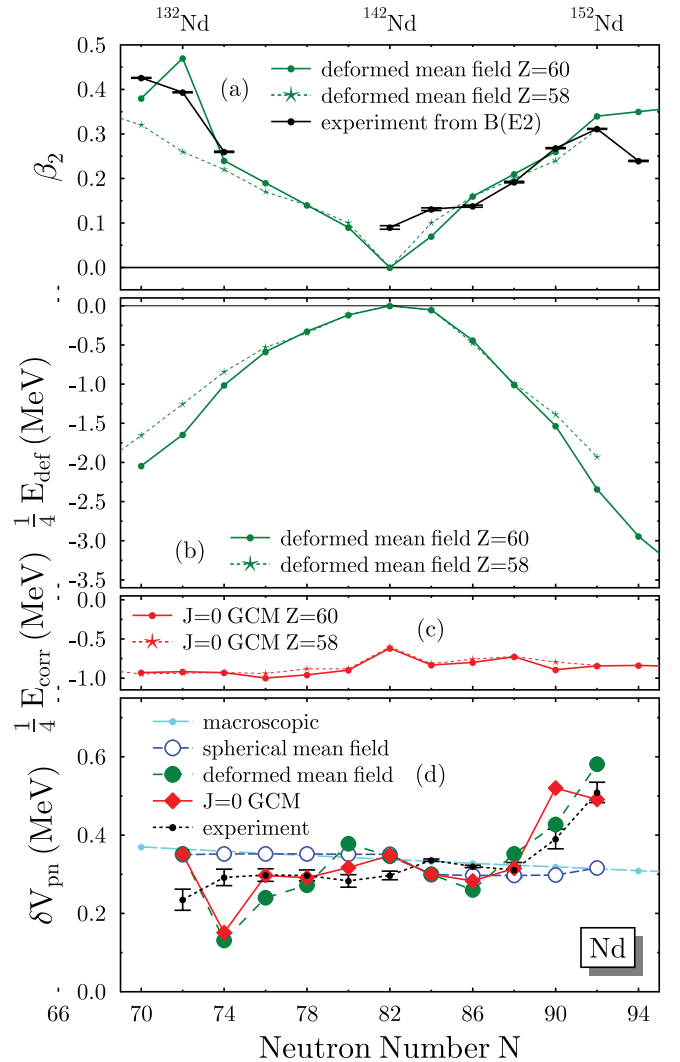 ¹³²Nd ¹⁴²Nd ¹⁵²Nd
0.5
0.4
0.3
0.2
0.1
0.0
β₂
(a)
deformed mean field Z=60
deformed mean field Z=58
experiment from B(E2)
0.0
-0.5
-1.0
-1.5
-2.0
-2.5
-3.0
-3.5
¼ E_def (MeV)
(b)
deformed mean field Z=60
deformed mean field Z=58
0.0
-0.5
-1.0
¼ E_corr (MeV)
J=0 GCM Z=60
J=0 GCM Z=58
(c)
0.6
0.4
0.2
0.0
δV_pn (MeV)
macroscopic
spherical mean field
deformed mean field
J=0 GCM
experiment
(d)
Nd
66 70 74 78 82 86 90 94
Neutron Number N